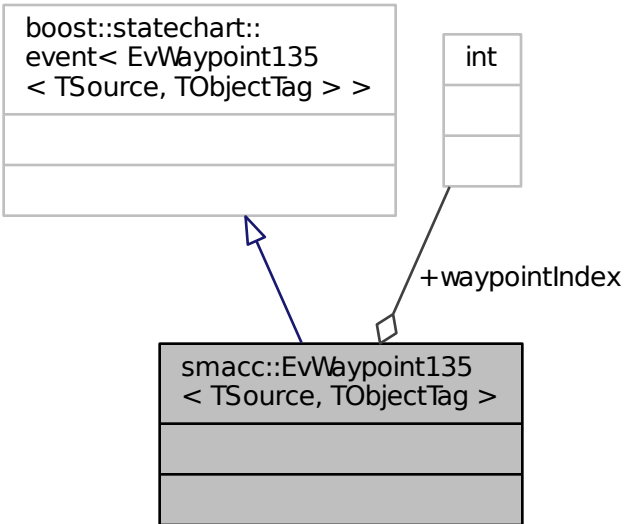 boost::statechart::
event< EvWaypoint135
< TSource, TObjectTag > >
int
+waypointIndex
smacc::EvWaypoint135
< TSource, TObjectTag >